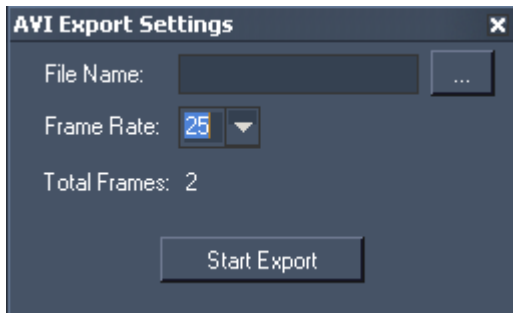 AVI Export Settings
File Name: ...
Frame Rate: 25
Total Frames: 2
Start Export